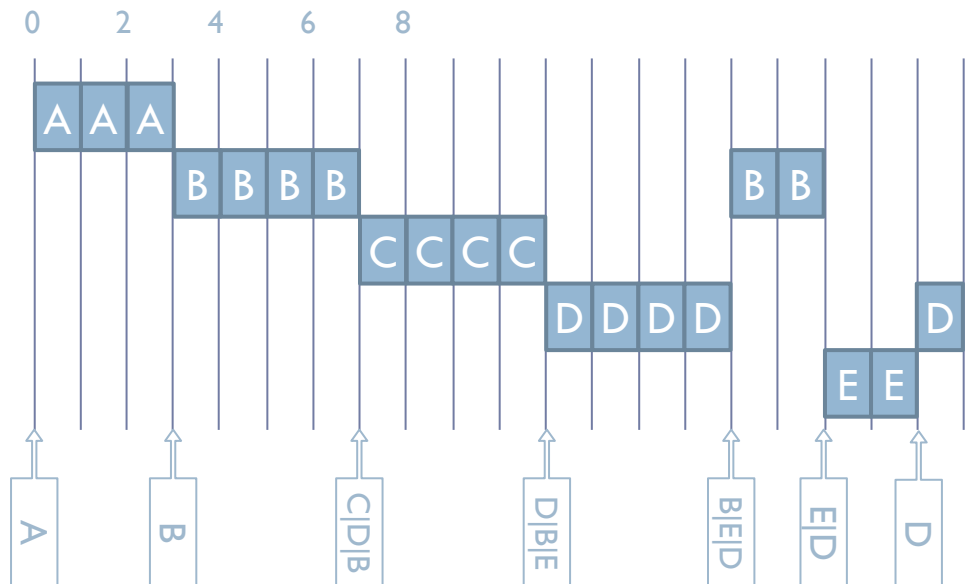 0 2 4 6 8
A A A
B B B B
B B
C C C C
D D D D
D
E E
A
B
C|D|B
D|B|E
B|E|D
E|D
D